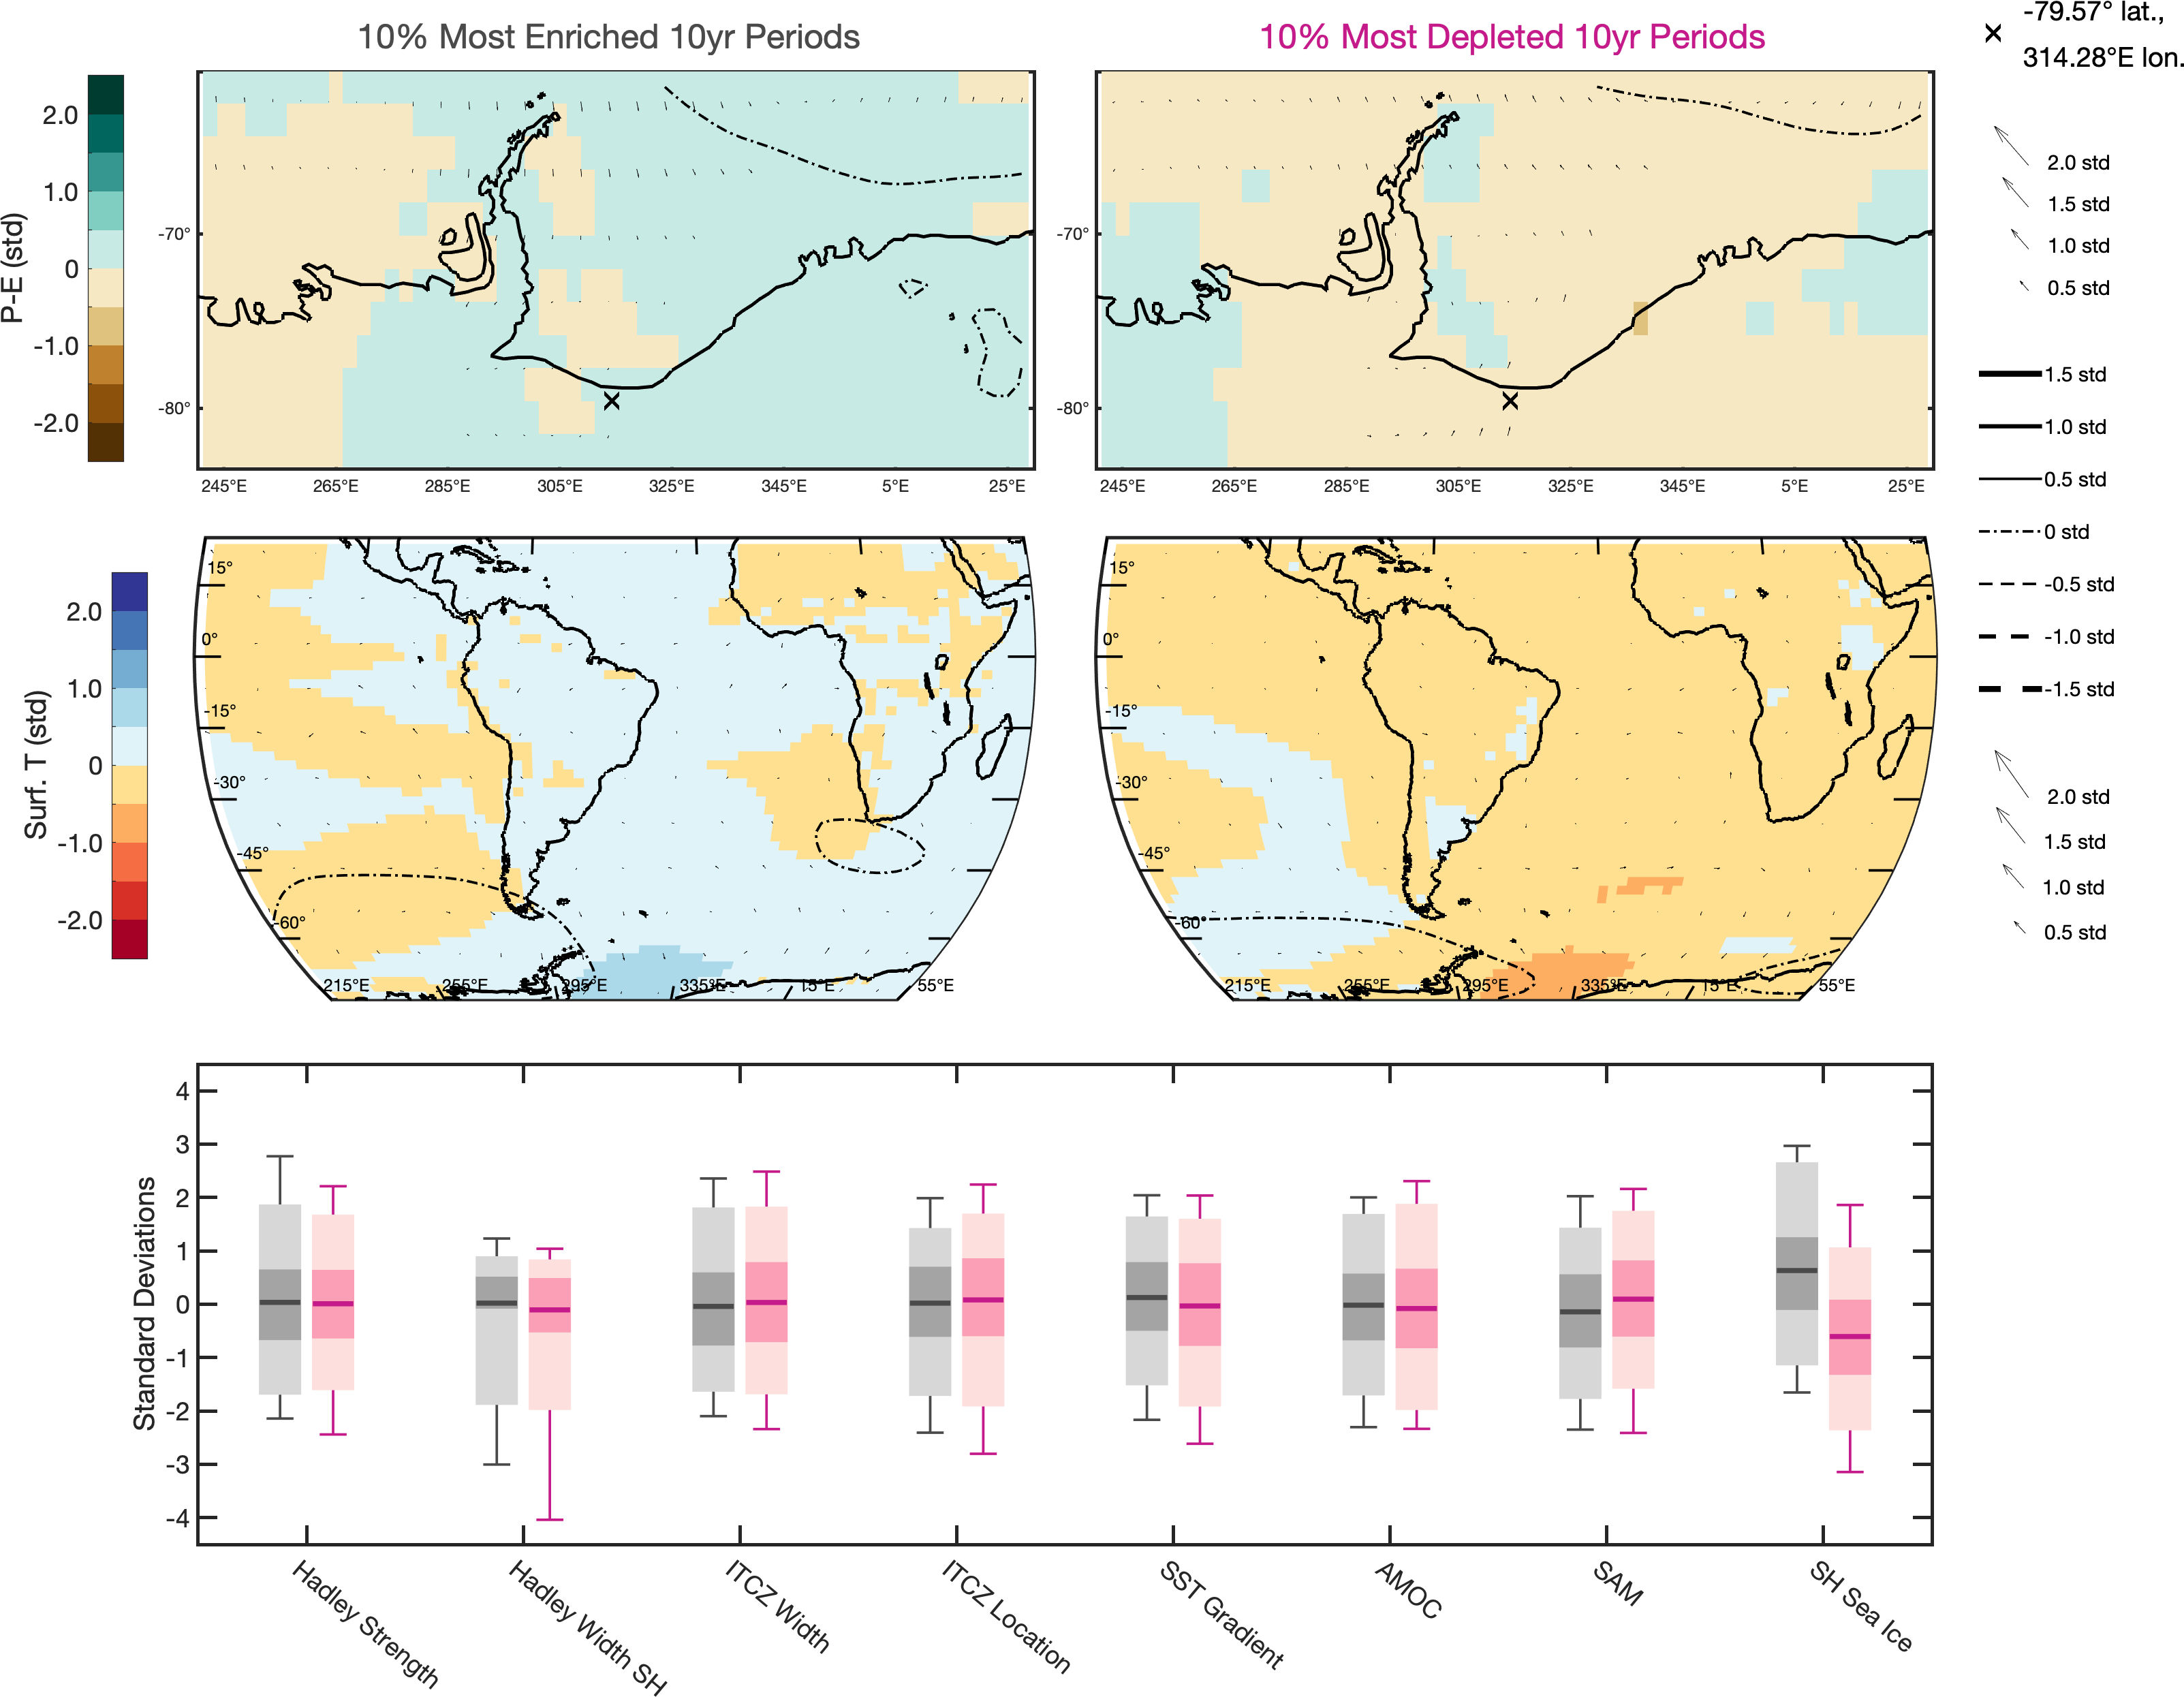 10% Most Enriched 10yr Periods
10% Most Depleted 10yr Periods
-79.57° lat.,
314.28°E lon.
P-E (std)
2.0
1.0
0
-1.0
-2.0
-70°
-80°
245°E 265°E 285°E 305°E 325°E 345°E 5°E 25°E
-70°
-80°
245°E 265°E 285°E 305°E 325°E 345°E 5°E 25°E
2.0 std
1.5 std
1.0 std
0.5 std
1.5 std
1.0 std
0.5 std
0 std
-0.5 std
-1.0 std
-1.5 std
2.0 std
1.5 std
1.0 std
0.5 std
Surf. T (std)
2.0
1.0
0
-1.0
-2.0
15°
0°
-15°
-30°
-45°
-60°
215°E 255°E 295°E 335°E 15°E 55°E
15°
0°
-15°
-30°
-45°
-60°
215°E 255°E 295°E 335°E 15°E 55°E
Standard Deviations
4
3
2
1
0
-1
-2
-3
-4
Hadley Strength
Hadley Width SH
ITCZ Width
ITCZ Location
SST Gradient
AMOC
SAM
SH Sea Ice